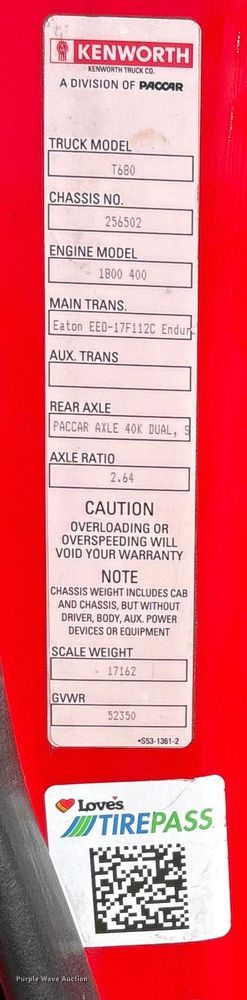 KENWORTH
KENWORTH TRUCK CO.
A DIVISION OF PACCAR
TRUCK MODEL
T680
CHASSIS NO.
256502
ENGINE MODEL
1800 400
MAIN TRANS.
Eaton EEO-17F112C Endur
AUX. TRANS
REAR AXLE
PACCAR AXLE 40K DUAL, S
AXLE RATIO
2.64
CAUTION
OVERLOADING OR
OVERSPEEDING WILL
VOID YOUR WARRANTY
NOTE
CHASSIS WEIGHT INCLUDES CAB
AND CHASSIS, BUT WITHOUT
DRIVER, BODY, AUX. POWER
DEVICES OR EQUIPMENT
SCALE WEIGHT
17162
GVWR
52350
*S53-1361-2
Love's
TIREPASS
Purple Wave Auction